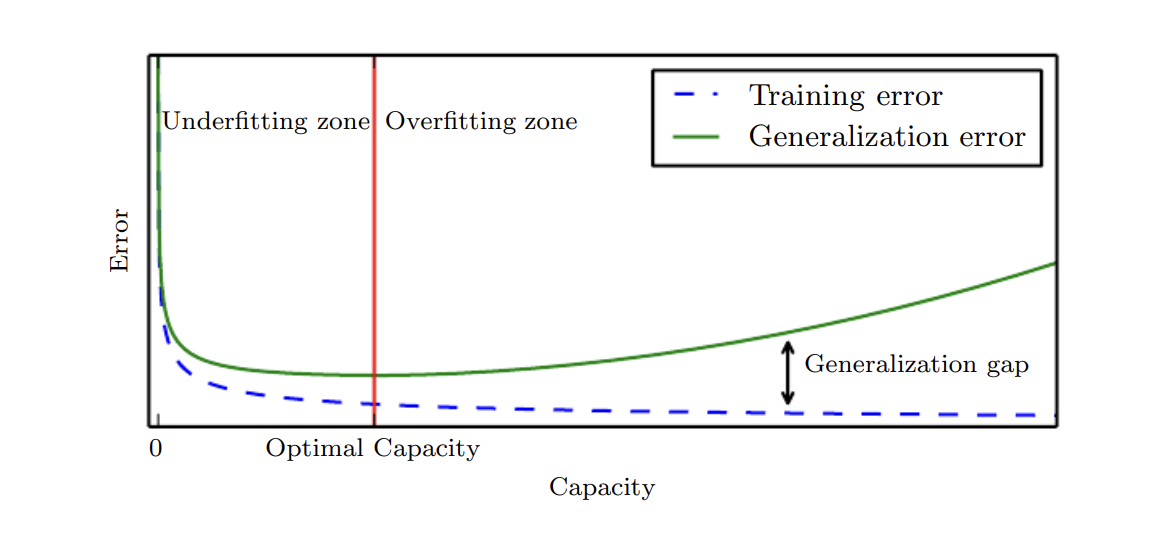 Training error
Generalization error
Underfitting zone
Overfitting zone
Error
Generalization gap
0
Optimal Capacity
Capacity